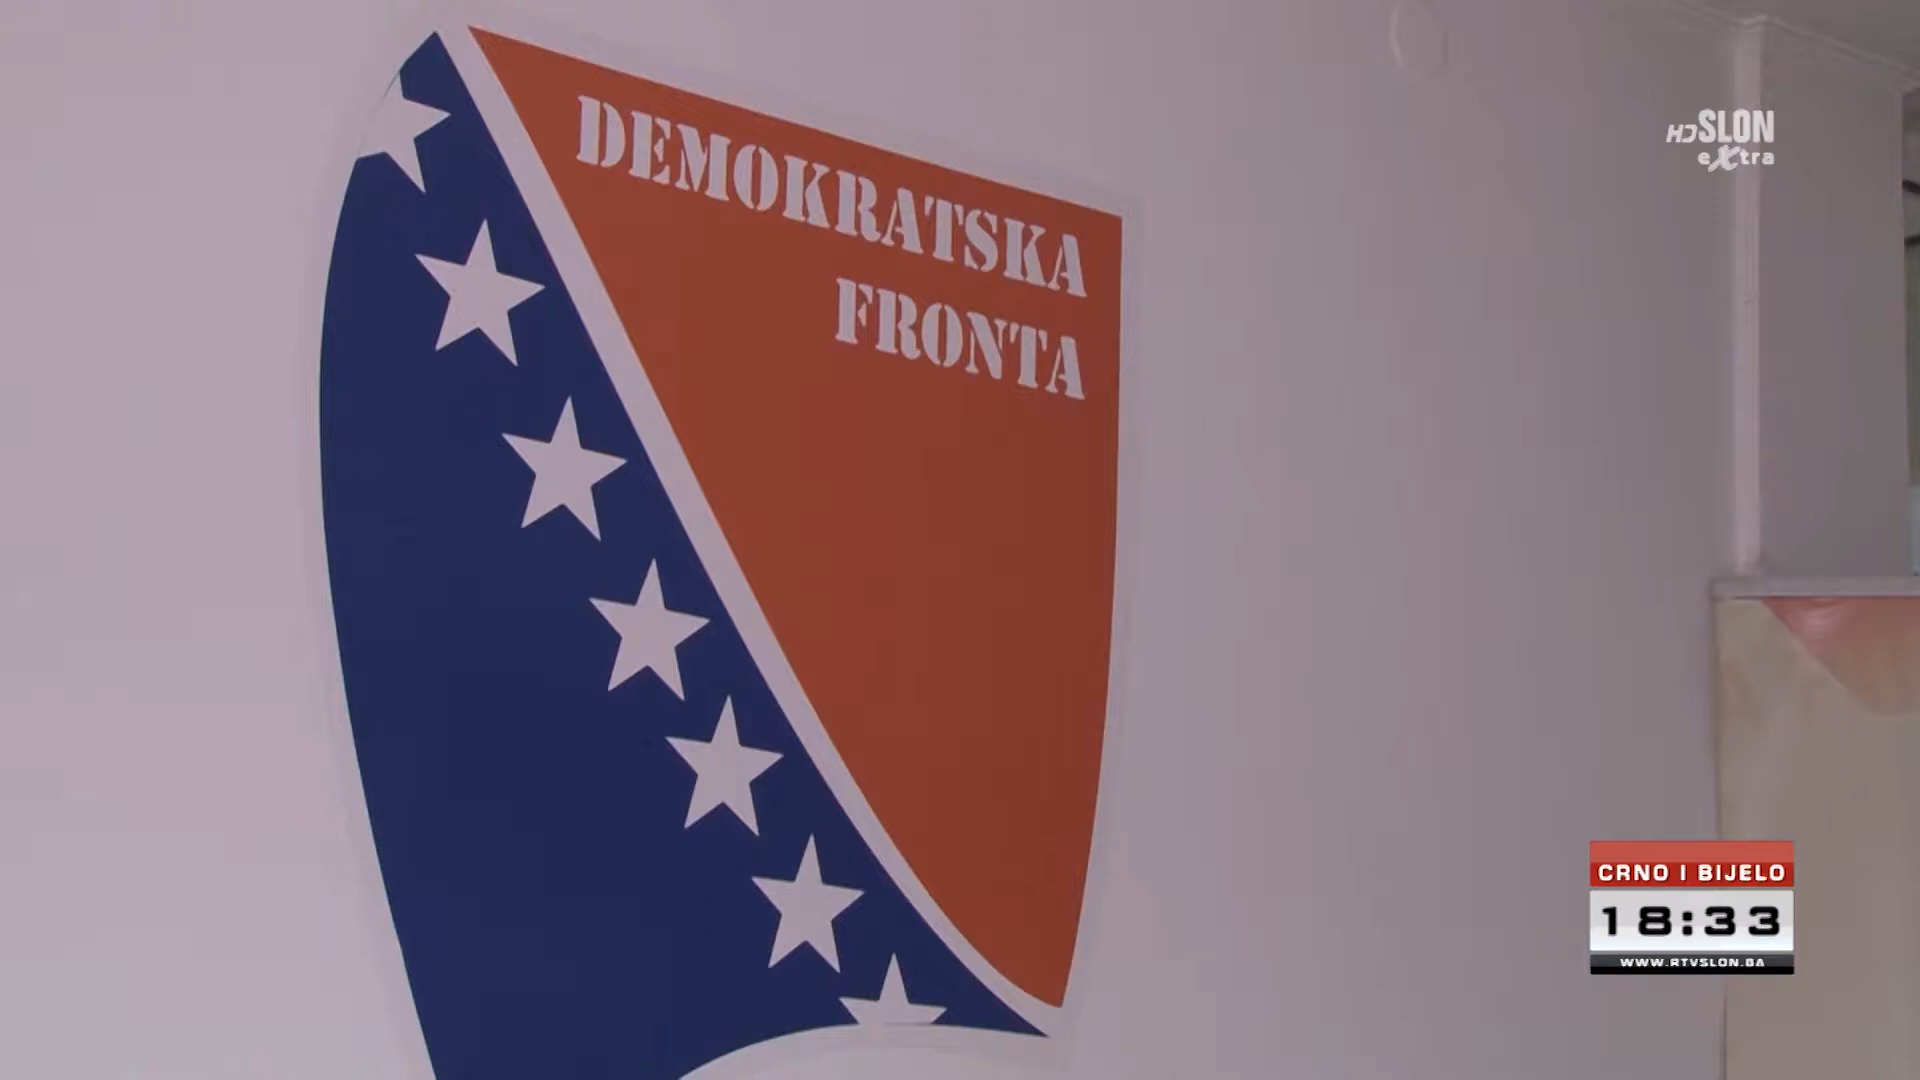 DEMOKRATSKA
FRONTA
HD SLON
extra
CRNO I BIJELO
18:33
WWW.RTVSLON.BA